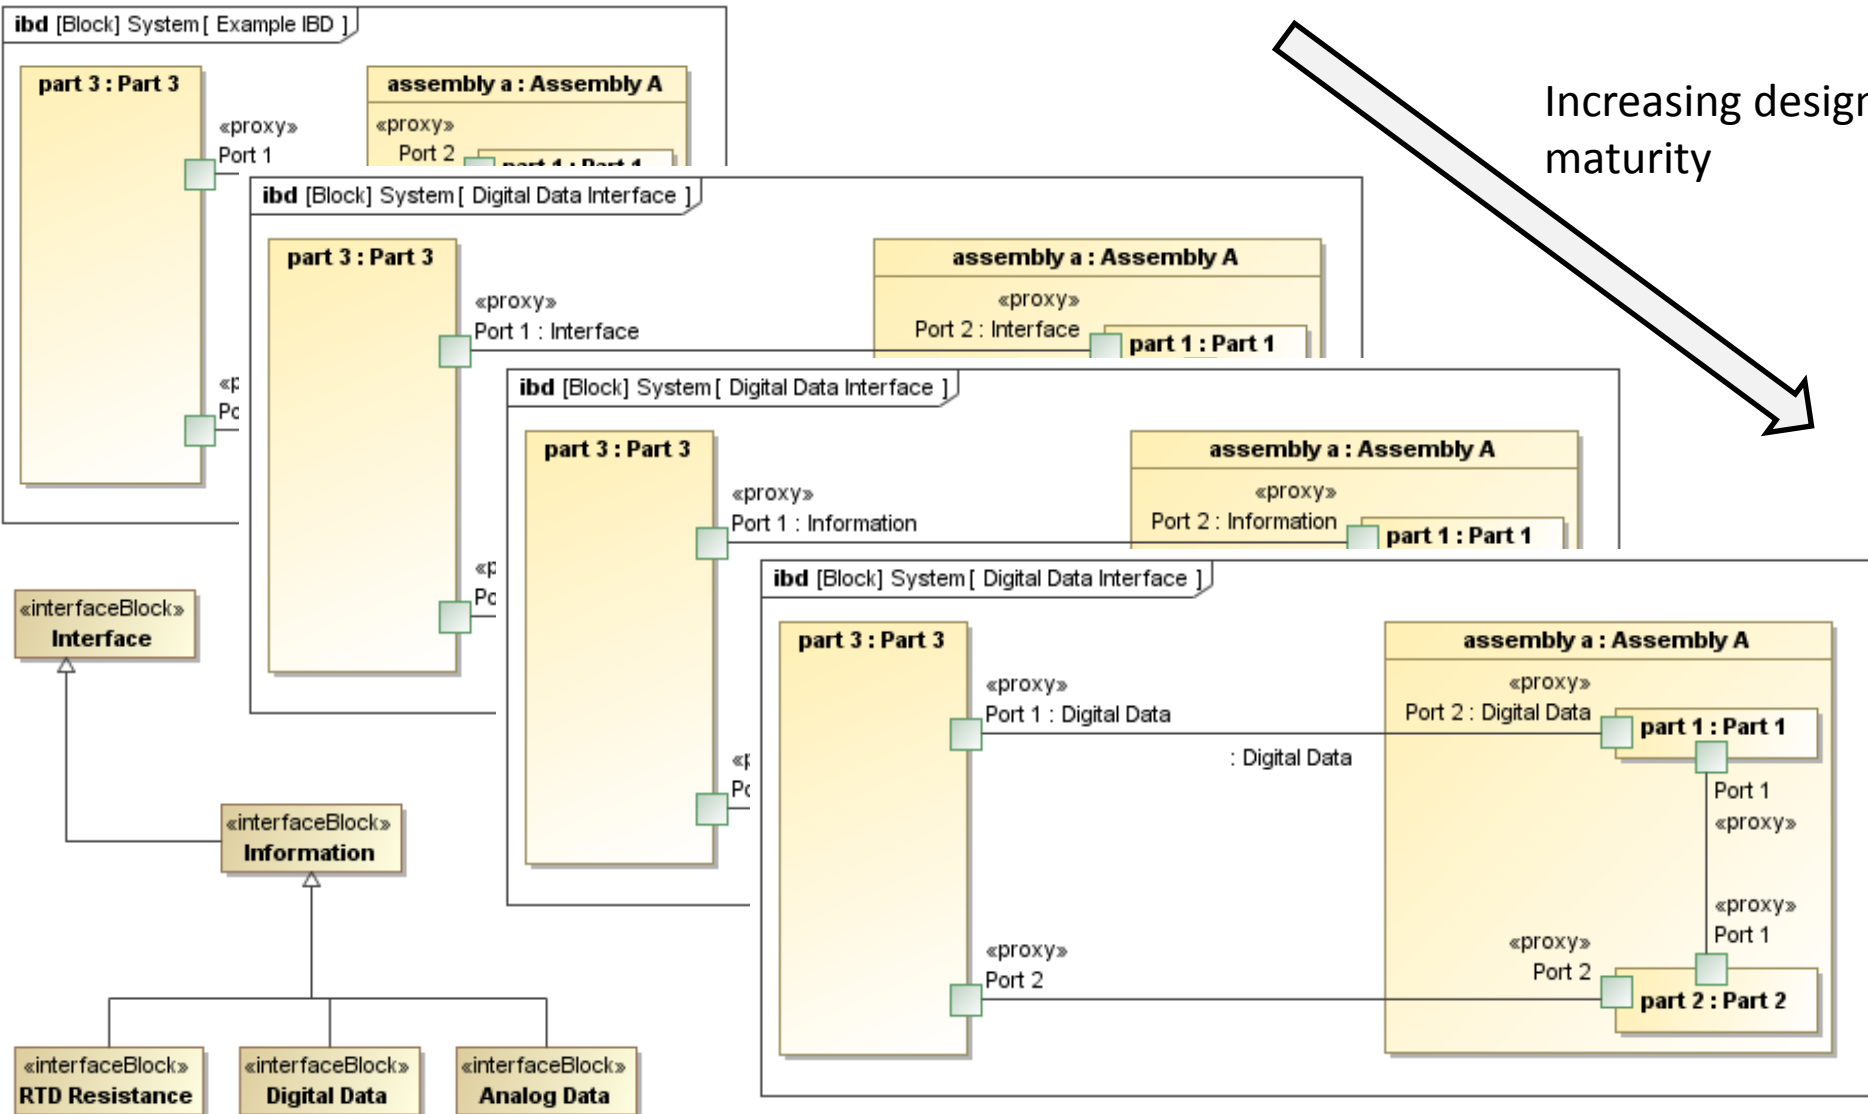 ibd [Block] System [ Example IBD ]
part 3 : Part 3
«proxy»
Port 1
assembly a : Assembly A
«proxy»
Port 2
part 1 : Part 1
Increasing design
maturity
ibd [Block] System [ Digital Data Interface ]
part 3 : Part 3
«proxy»
Port 1 : Interface
assembly a : Assembly A
«proxy»
Port 2 : Interface
part 1 : Part 1
ibd [Block] System [ Digital Data Interface ]
part 3 : Part 3
«proxy»
Port 1 : Information
assembly a : Assembly A
«proxy»
Port 2 : Information
part 1 : Part 1
ibd [Block] System [ Digital Data Interface ]
part 3 : Part 3
«proxy»
Port 1 : Digital Data
: Digital Data
assembly a : Assembly A
«proxy»
Port 2 : Digital Data
part 1 : Part 1
Port 1
«proxy»
«proxy»
Port 1
«proxy»
Port 2
«proxy»
Port 2
part 2 : Part 2
«interfaceBlock»
Interface
«interfaceBlock»
Information
«interfaceBlock»
RTD Resistance
«interfaceBlock»
Digital Data
«interfaceBlock»
Analog Data